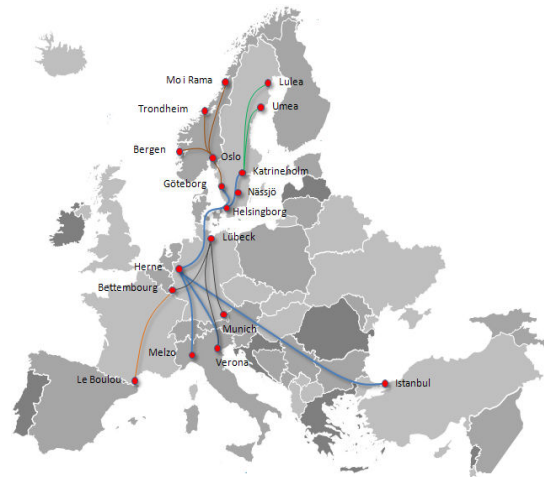 Mo i Rama
Lulea
Trondheim
Umea
Bergen
Oslo
Katrineholm
Göteborg
Nässjö
Helsingborg
Lübeck
Herne
Bettembourg
Munich
Melzo
Verona
Le Boulou
Istanbul